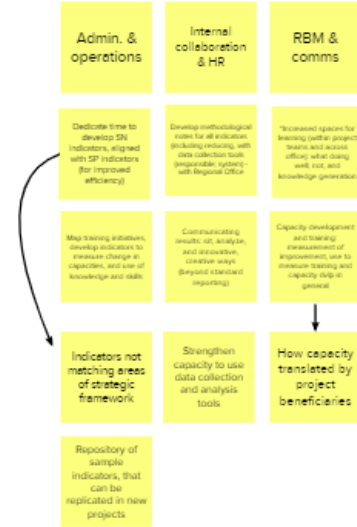 Admin. &
operations
Internal
collaboration
& HR
RBM &
comms
Dedicate time to
develop SN
indicators, aligned
with SP indicators
(for improved
efficiency)
Develop methodological
notes for all indicators
(including reducing, with
data collection tools
(responsible; system) -
with Regional Office
"Increased spaces for
learning (within project
teams and across
office): what doing
well, not, and
knowledge generation
Map training initiatives,
develop indicators to
measure change in
capacities, and use of
knowledge and skills
Communicating
results: sit, analyze,
and innovative,
creative ways
(beyond standard
reporting)
Capacity development
and training:
measurement of
improvement, use to
measure training and
capacity dvlp in
general
Indicators not
matching areas
of strategic
framework
Strengthen
capacity to use
data collection
and analysis
tools
How capacity
translated by
project
beneficiaries
Repository of
sample
indicators, that
can be
replicated in new
projects